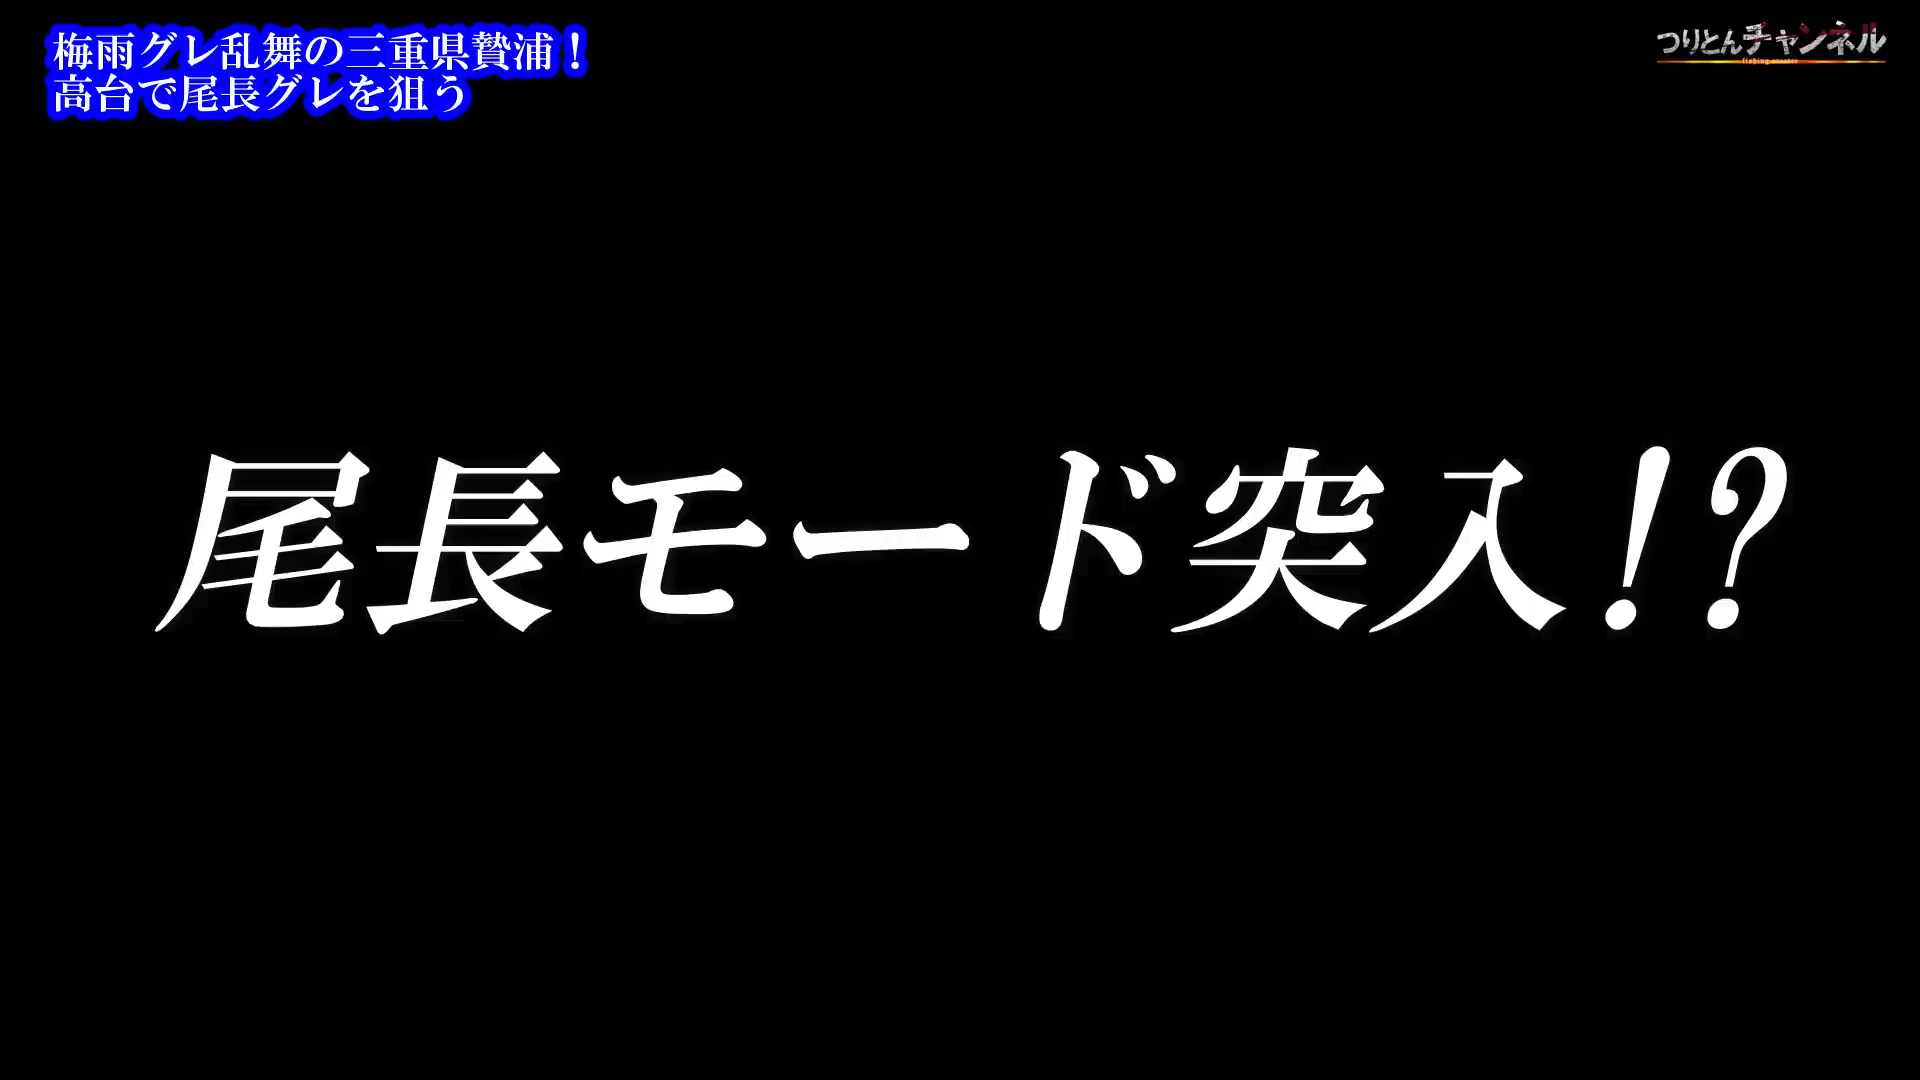 梅雨グレ乱舞の三重県贄浦！
高台で尾長グレを狙う
つりとんチャンネル
尾長モード突入！？